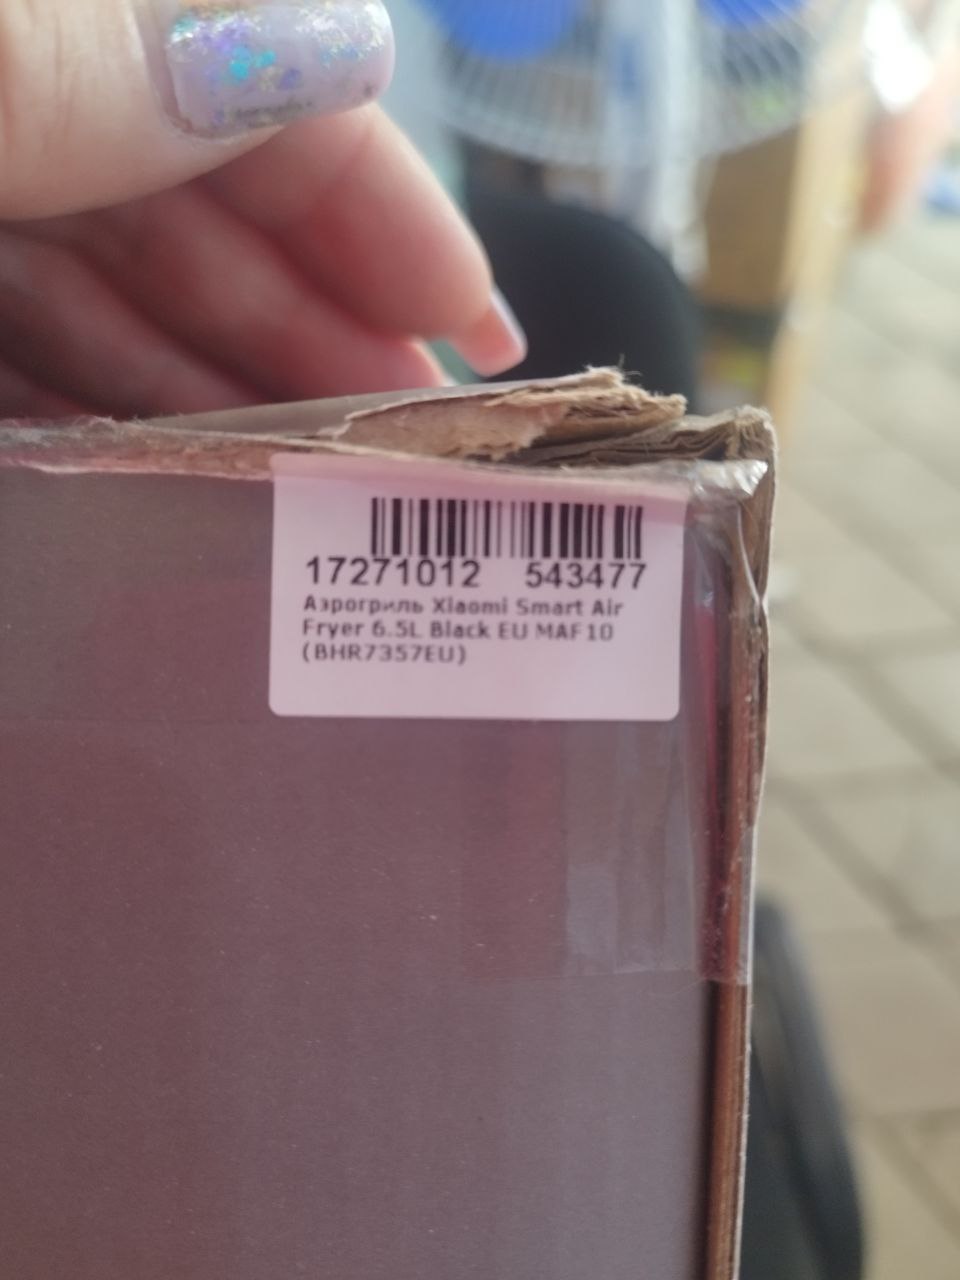 17271012 543477
Аэрогриль Xiaomi Smart Air
Fryer 6.5L Black EU MAF10
(BHR7357EU)